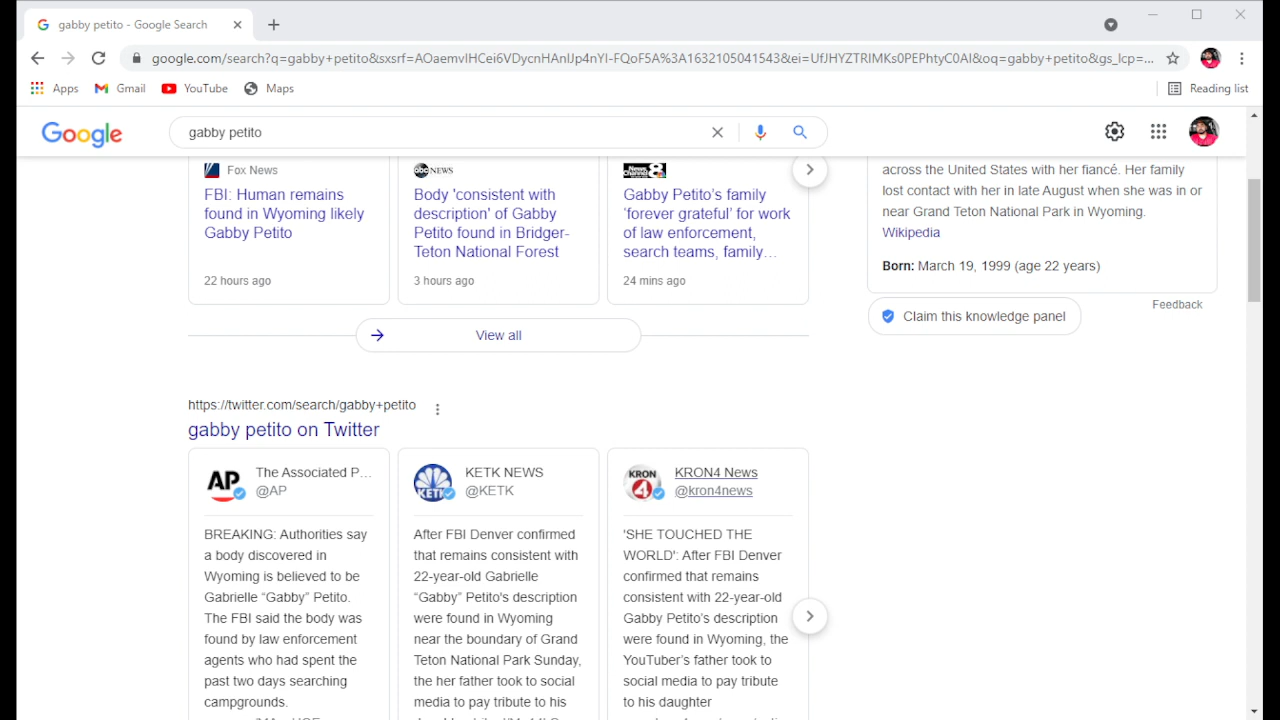 gabby petito - Google Search
google.com/search?q=gabby+petito&sxsrf=AOaemvIHCei6VDycnHAnIJp4nYI-FQoF5A%3A1632105041543&ei=UfJHYZTRIMKs0PEPhtyC0AI&oq=gabby+petito&gs_lcp=...
Apps Gmail YouTube Maps Reading list
Google gabby petito
Fox News
FBI: Human remains
found in Wyoming likely
Gabby Petito
22 hours ago
abc NEWS
Body 'consistent with
description' of Gabby
Petito found in Bridger-
Teton National Forest
3 hours ago
News
Channel 8
Gabby Petito's family
'forever grateful' for work
of law enforcement,
search teams, family…
24 mins ago
View all
across the United States with her fiancé. Her family
lost contact with her in late August when she was in or
near Grand Teton National Park in Wyoming.
Wikipedia
Born: March 19, 1999 (age 22 years)
Feedback
Claim this knowledge panel
https://twitter.com/search/gabby+petito
gabby petito on Twitter
AP
The Associated P...
@AP
BREAKING: Authorities say
a body discovered in
Wyoming is believed to be
Gabrielle “Gabby” Petito.
The FBI said the body was
found by law enforcement
agents who had spent the
past two days searching
campgrounds.
KETK
KETK NEWS
@KETK
After FBI Denver confirmed
that remains consistent with
22-year-old Gabrielle
“Gabby” Petito's description
were found in Wyoming
near the boundary of Grand
Teton National Park Sunday,
the her father took to social
media to pay tribute to his
KRON
4
KRON4 News
@kron4news
'SHE TOUCHED THE
WORLD': After FBI Denver
confirmed that remains
consistent with 22-year-old
Gabby Petito's description
were found in Wyoming, the
YouTuber's father took to
social media to pay tribute
to his daughter